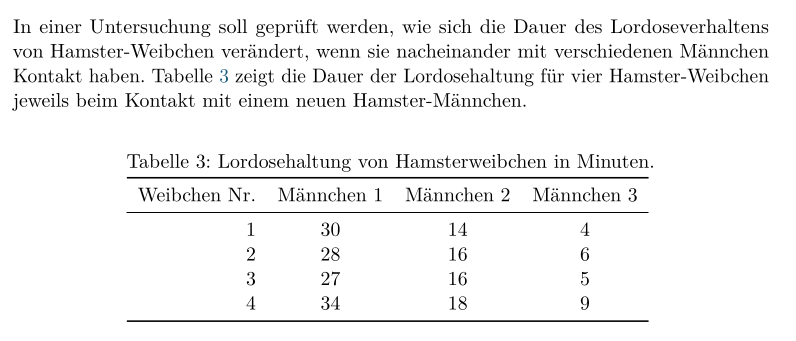 In einer Untersuchung soll geprüft werden, wie sich die Dauer des Lordoseverhaltens
von Hamster-Weibchen verändert, wenn sie nacheinander mit verschiedenen Männchen
Kontakt haben. Tabelle 3 zeigt die Dauer der Lordosehaltung für vier Hamster-Weibchen
jeweils beim Kontakt mit einem neuen Hamster-Männchen.
Tabelle 3: Lordosehaltung von Hamsterweibchen in Minuten.
Weibchen Nr. Männchen 1 Männchen 2 Männchen 3
1 30 14 4
2 28 16 6
3 27 16 5
4 34 18 9